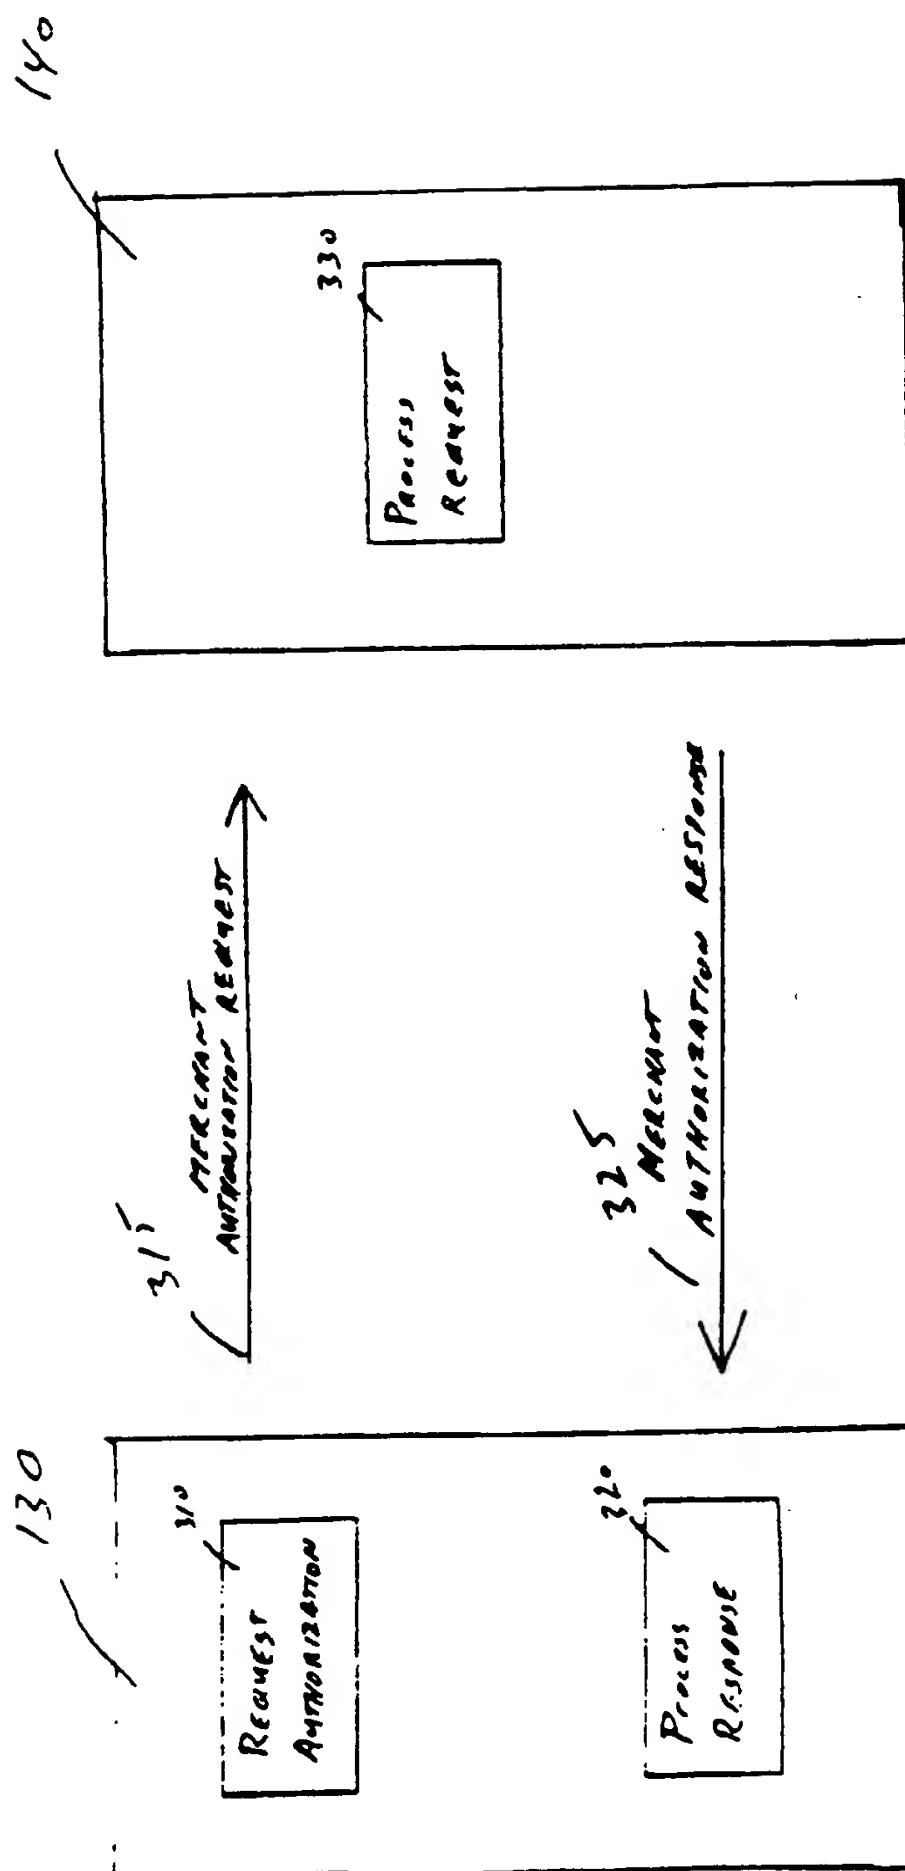 130
310
REQUEST
AUTHORIZATION
320
PROCESS
RESPONSE
315
MERCHANT
AUTHORIZATION REQUEST
325
MERCHANT
AUTHORIZATION RESPONSE
140
330
PROCESS
REQUEST